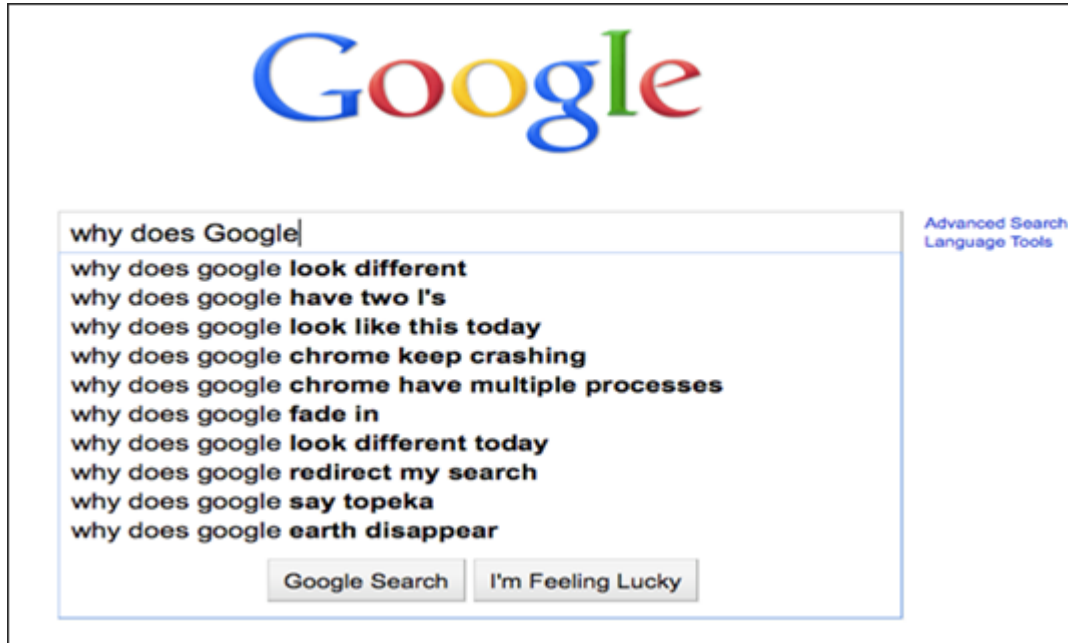 Google
why does Google
Advanced Search
Language Tools
why does google look different
why does google have two l's
why does google look like this today
why does google chrome keep crashing
why does google chrome have multiple processes
why does google fade in
why does google look different today
why does google redirect my search
why does google say topeka
why does google earth disappear
Google Search I'm Feeling Lucky